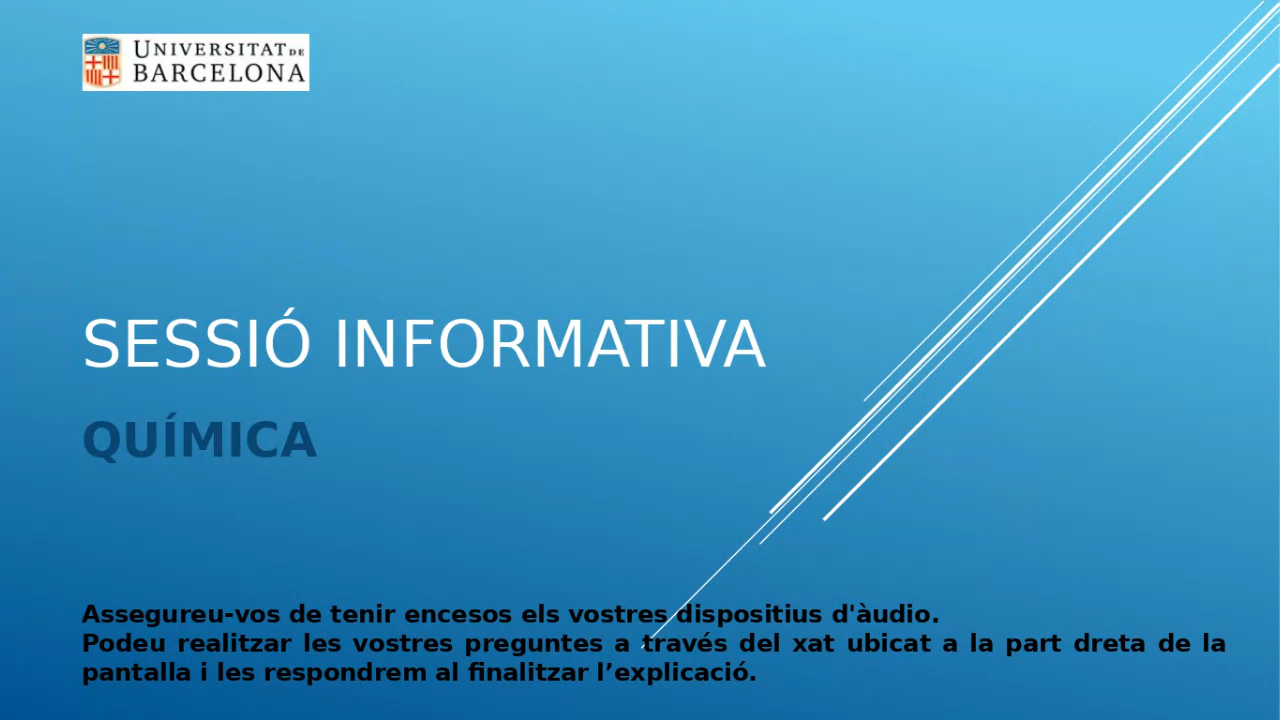 UNIVERSITAT DE
BARCELONA
SESSIÓ INFORMATIVA
QUÍMICA
Assegureu-vos de tenir encesos els vostres dispositius d'àudio.
Podeu realitzar les vostres preguntes a través del xat ubicat a la part dreta de la
pantalla i les respondrem al finalitzar l’explicació.